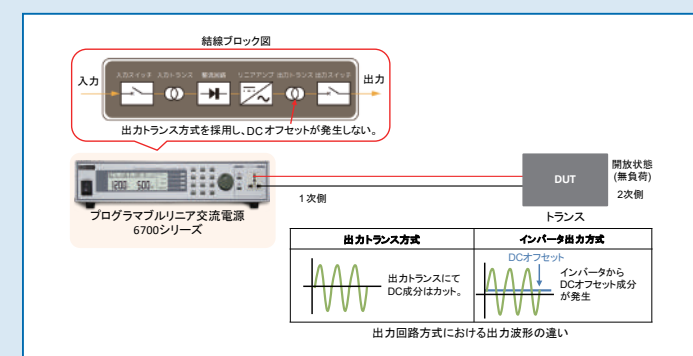 結線ブロック図
入力
入力スイッチ 入力トランス 整流回路 リニアアンプ 出力トランス 出力スイッチ
出力
出力トランス方式を採用し、DCオフセットが発生しない。
1200 500
プログラマブルリニア交流電源
6700シリーズ
1次側
DUT
開放状態
(無負荷)
2次側
トランス
出力トランス方式
インバータ出力方式
出力トランスにて
DC成分はカット。
DCオフセット
インバータから
DCオフセット成分
が発生
出力回路方式における出力波形の違い